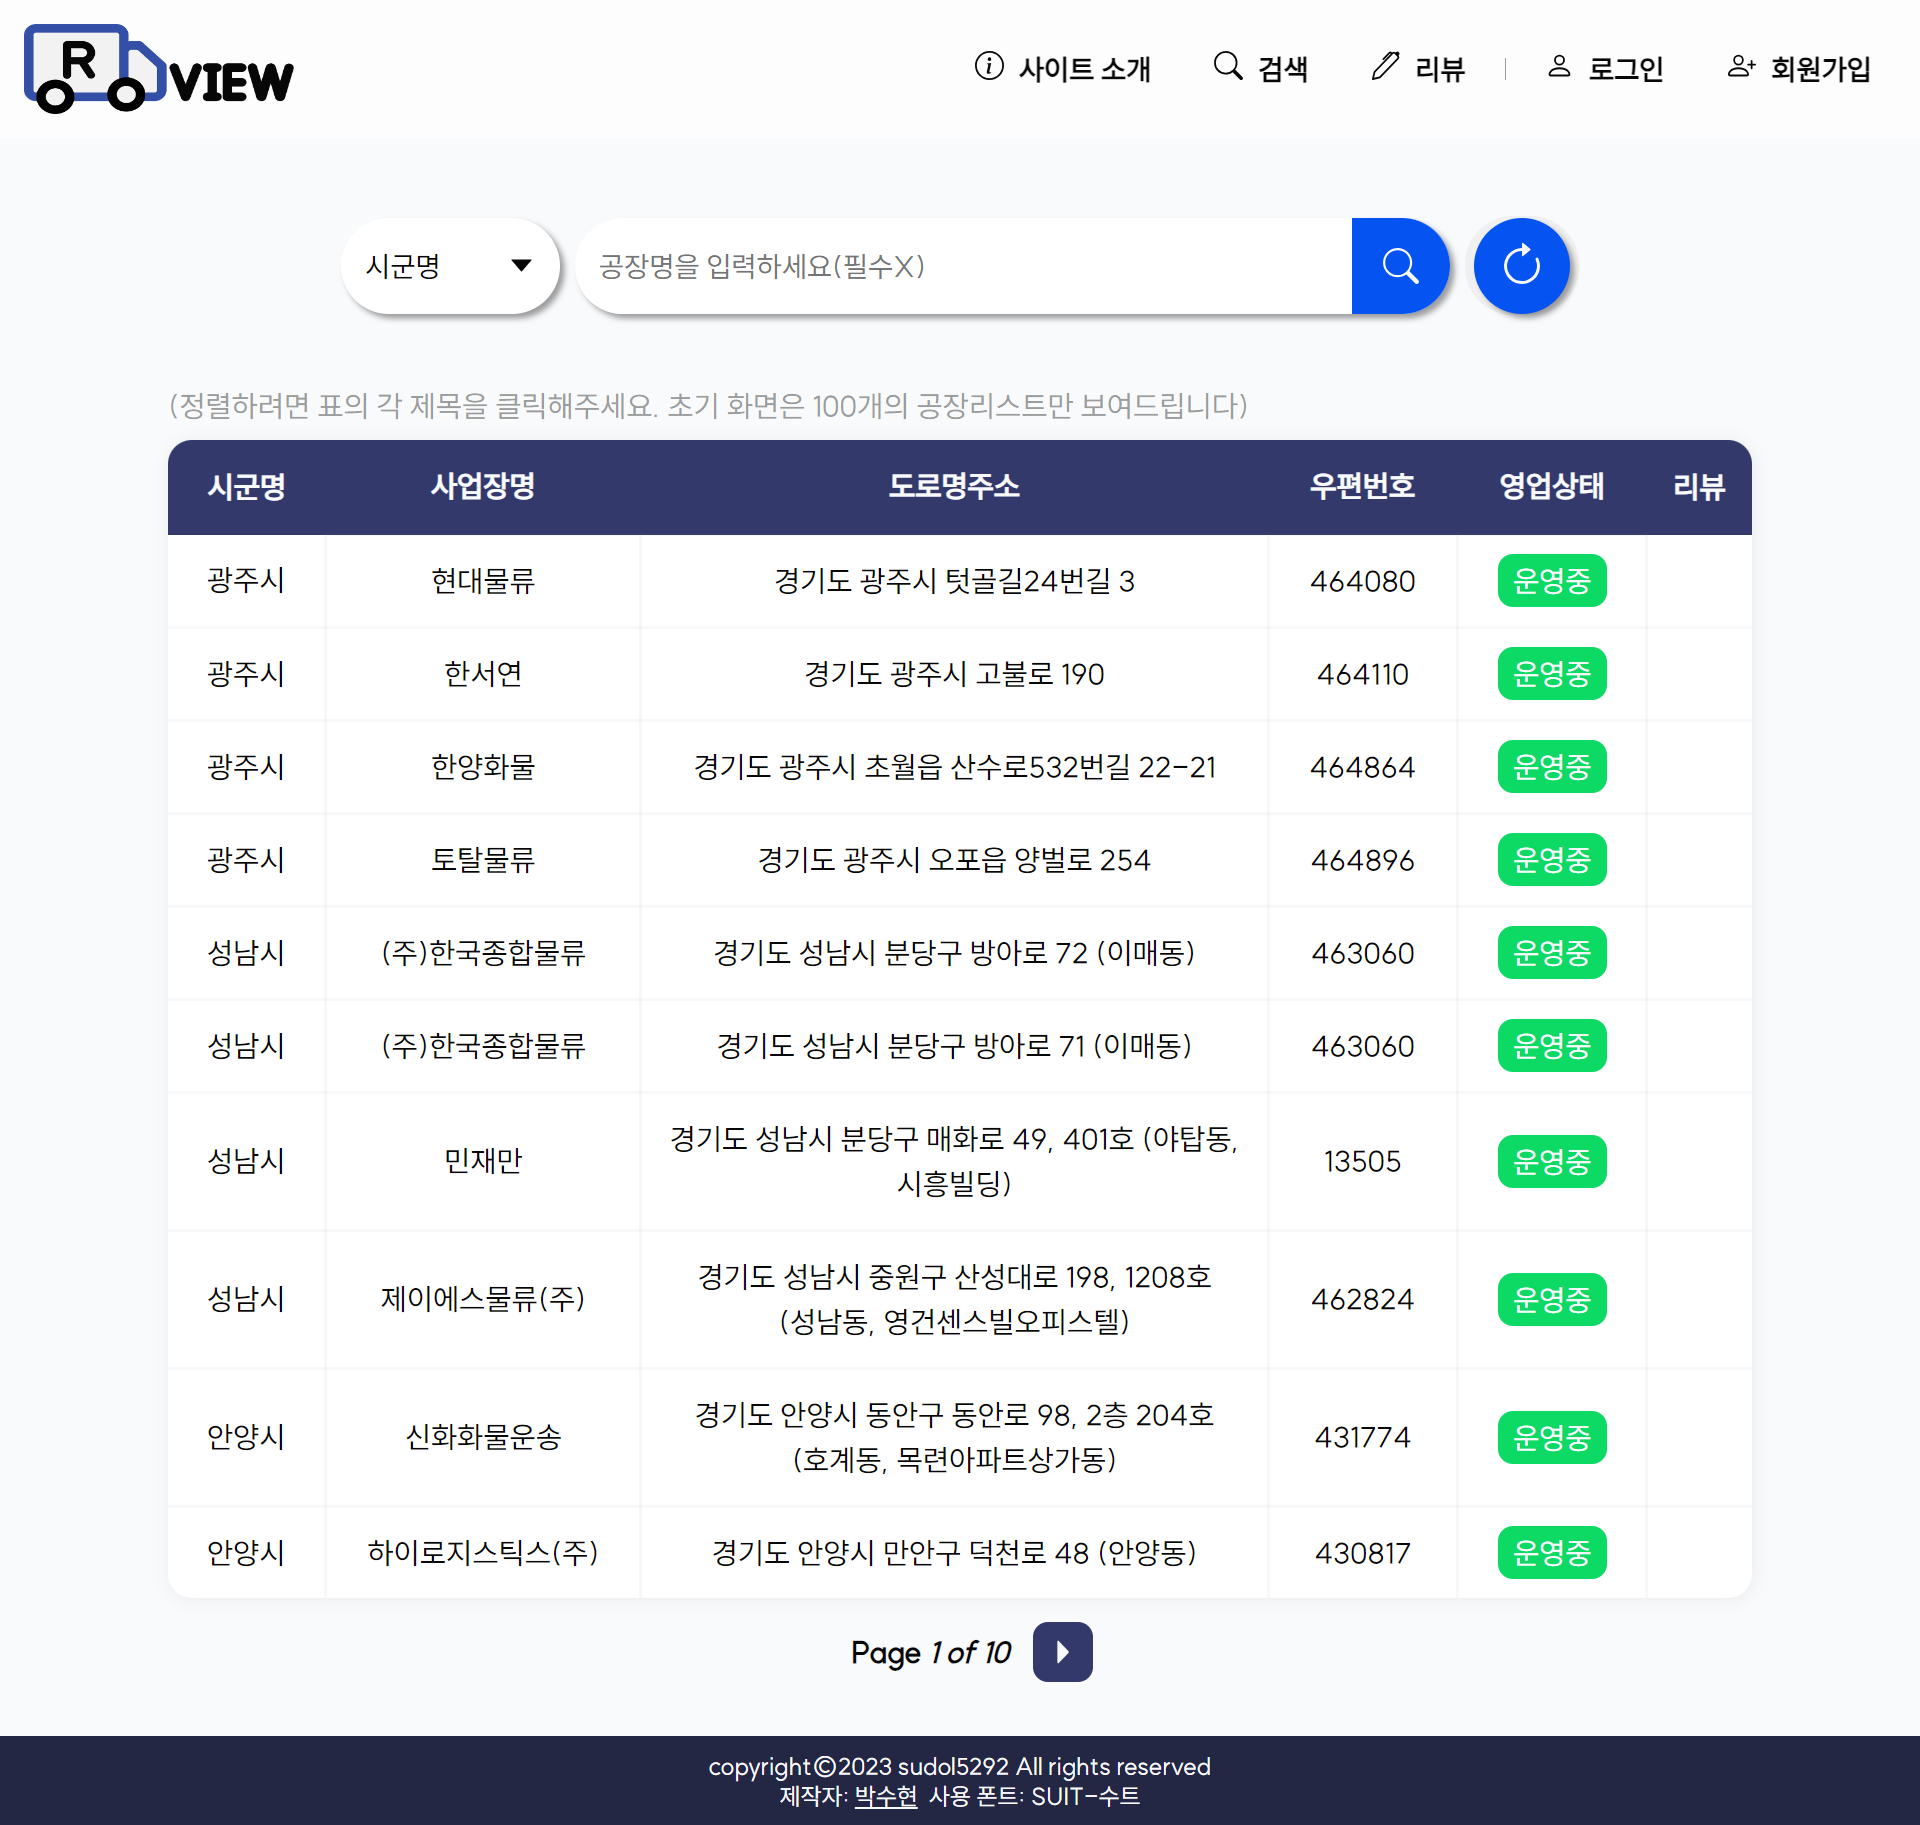 R VIEW
사이트 소개 검색 리뷰 로그인 회원가입
시군명 공장명을 입력하세요(필수X)
(정렬하려면 표의 각 제목을 클릭해주세요. 초기 화면은 100개의 공장리스트만 보여드립니다)
시군명 사업장명 도로명주소 우편번호 영업상태 리뷰
광주시 현대물류 경기도 광주시 텃골길24번길 3 464080 운영중
광주시 한서연 경기도 광주시 고불로 190 464110 운영중
광주시 한양화물 경기도 광주시 초월읍 산수로532번길 22-21 464864 운영중
광주시 토탈물류 경기도 광주시 오포읍 양벌로 254 464896 운영중
성남시 (주)한국종합물류 경기도 성남시 분당구 방아로 72 (이매동) 463060 운영중
성남시 (주)한국종합물류 경기도 성남시 분당구 방아로 71 (이매동) 463060 운영중
성남시 민재만 경기도 성남시 분당구 매화로 49, 401호 (야탑동, 13505 운영중
시흥빌딩)
성남시 제이에스물류(주) 경기도 성남시 중원구 산성대로 198, 1208호 462824 운영중
(성남동, 영건센스빌오피스텔)
안양시 신화화물운송 경기도 안양시 동안구 동안로 98, 2층 204호 431774 운영중
(호계동, 목련아파트상가동)
안양시 하이로지스틱스(주) 경기도 안양시 만안구 덕천로 48 (안양동) 430817 운영중
Page 1 of 10
copyright©2023 sudol5292 All rights reserved
제작자: 박수현 사용 폰트: SUIT-수트